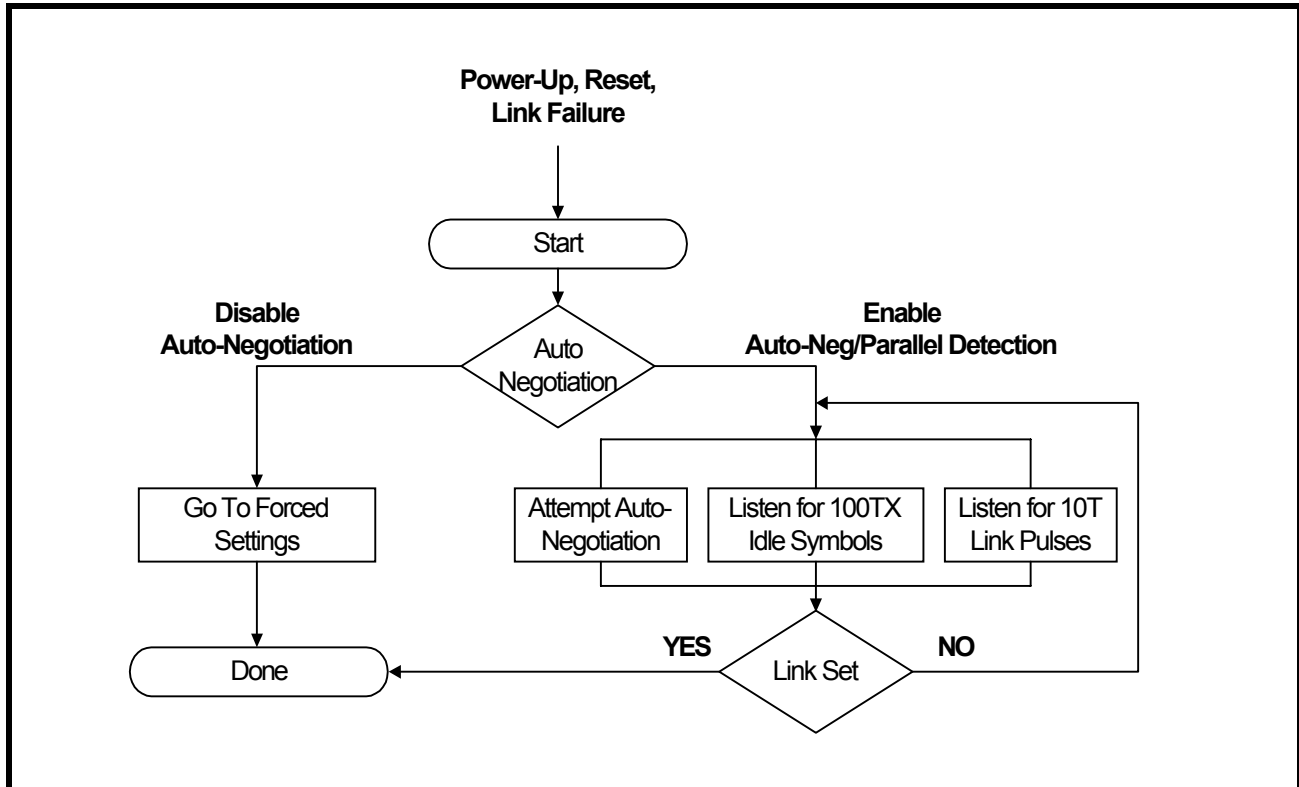 Power-Up, Reset,
Link Failure
Start
Disable
Auto-Negotiation
Enable
Auto-Neg/Parallel Detection
Auto
Negotiation
Go To Forced
Settings
Attempt Auto-
Negotiation
Listen for 100TX
Idle Symbols
Listen for 10T
Link Pulses
YES
NO
Link Set
Done